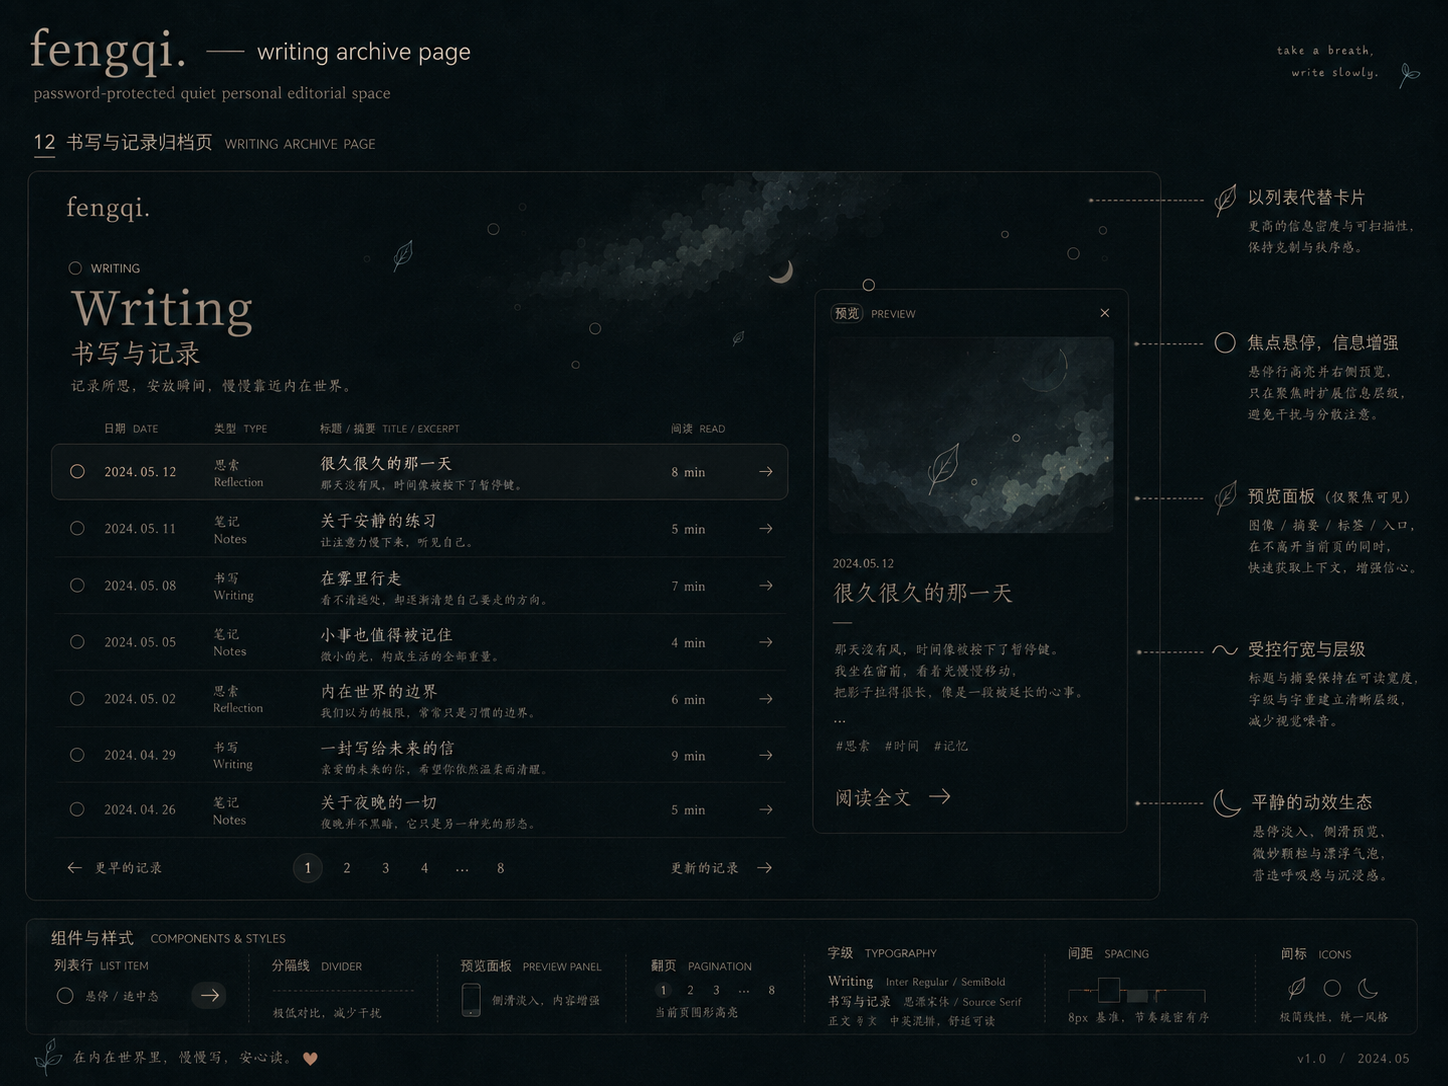 fengqi. — writing archive page
password-protected quiet personal editorial space
take a breath,
write slowly.
12 书写与记录归档页 WRITING ARCHIVE PAGE
fengqi.
WRITING
Writing
书写与记录
记录所思，安放瞬间，慢慢靠近内在世界。
日期 DATE 类型 TYPE 标题 / 摘要 TITLE / EXCERPT 阅读 READ
2024.05.12 思索 Reflection 很久很久的那一天 8 min →
那天没有风，时间像被按下了暂停键。
2024.05.11 笔记 Notes 关于安静的练习 5 min →
让注意力慢下来，听见自己。
2024.05.08 书写 Writing 在雾里行走 7 min →
看不清远处，却逐渐清楚自己要走的方向。
2024.05.05 笔记 Notes 小事也值得被记住 4 min →
微小的光，构成生活的全部重量。
2024.05.02 思索 Reflection 内在世界的边界 6 min →
我们以为的极限，常常只是习惯的边界。
2024.04.29 书写 Writing 一封写给未来的信 9 min →
亲爱的未来的你，希望你依然温柔而清醒。
2024.04.26 笔记 Notes 关于夜晚的一切 5 min →
夜晚并不黑暗，它只是另一种光的形态。
← 更早的记录 1 2 3 4 ... 8 更新的记录 →
预览 PREVIEW ×
2024.05.12
很久很久的那一天
那天没有风，时间像被按下了暂停键。
我坐在窗前，看着光慢慢移动，
把影子拉得很长，像是一段被延长的心事。
...
#思索 #时间 #记忆
阅读全文 →
以列表代替卡片
更高的信息密度与可扫描性，
保持克制与秩序感。
焦点悬停，信息增强
悬停行高亮并右侧预览，
只在聚焦时扩展信息层级，
避免干扰与分散注意。
预览面板（仅聚焦可见）
图像 / 摘要 / 标签 / 入口，
在不离开当前页的同时，
快速获取上下文，增强信心。
受控行宽与层级
标题与摘要保持在可读宽度，
字级与字重建立清晰层级，
减少视觉噪音。
平静的动效生态
悬停淡入、侧滑预览、
微妙颗粒与漂浮气泡，
营造呼吸感与沉浸感。
组件与样式 COMPONENTS & STYLES
列表行 LIST ITEM
悬停 / 选中态 →
分隔线 DIVIDER
极低对比，减少干扰
预览面板 PREVIEW PANEL
侧滑淡入，内容增强
翻页 PAGINATION
1 2 3 ... 8
当前页圆形高亮
字级 TYPOGRAPHY
Writing Inter Regular / SemiBold
书写与记录 思源宋体 / Source Serif
正文 中英混排，舒适可读
间距 SPACING
8px 基准，节奏疏密有序
图标 ICONS
极简线性，统一风格
在内在世界里，慢慢写，安心读。
v1.0 / 2024.05